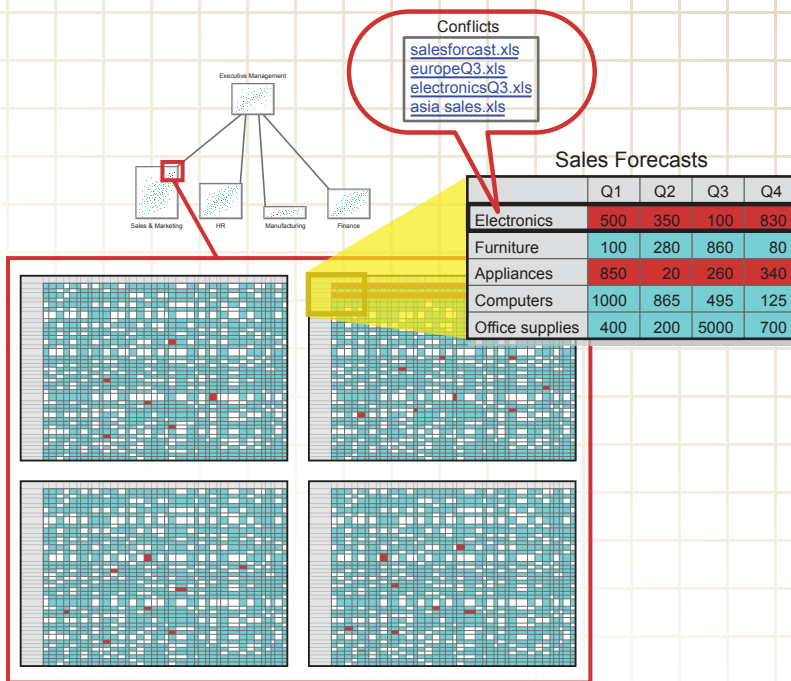 Conflicts
salesforcast.xls
europeQ3.xls
electronicsQ3.xls
asia sales.xls
Executive Management
Sales & Marketing HR Manufacturing Finance
Sales Forecasts
Q1 Q2 Q3 Q4
Electronics 500 350 100 830
Furniture 100 280 860 80
Appliances 850 20 260 340
Computers 1000 865 495 125
Office supplies 400 200 5000 700